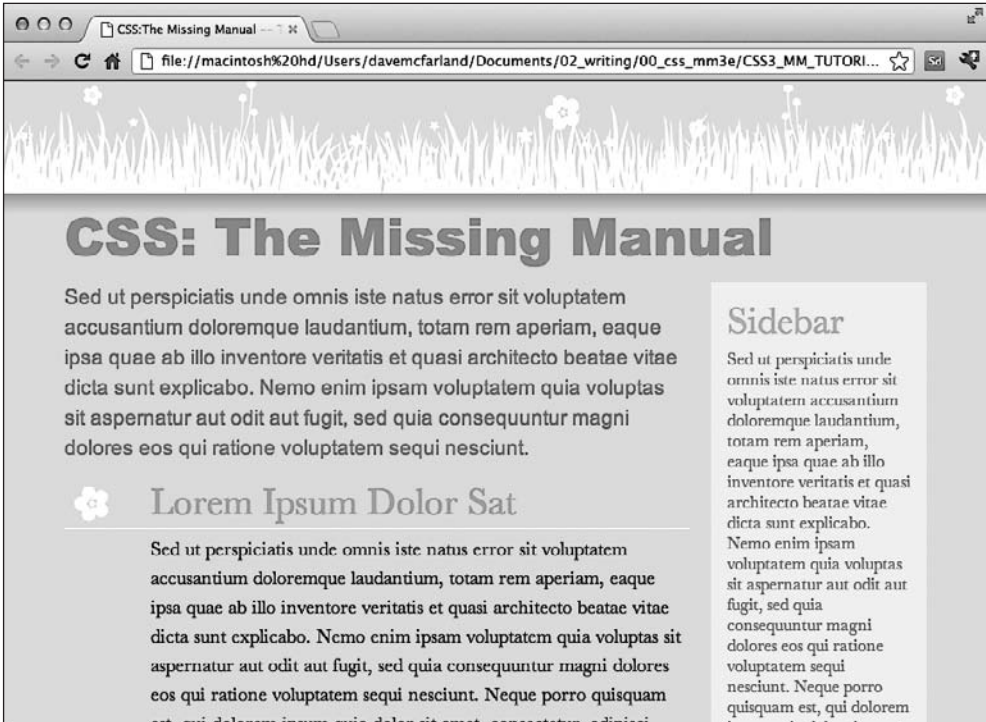 CSS:The Missing Manual
file://macintosh%20hd/Users/davemcfarland/Documents/02_writing/00_css_mm3e/CSS3_MM_TUTORI...
Sd
CSS: The Missing Manual
Sed ut perspiciatis unde omnis iste natus error sit voluptatem
accusantium doloremque laudantium, totam rem aperiam, eaque
ipsa quae ab illo inventore veritatis et quasi architecto beatae vitae
dicta sunt explicabo. Nemo enim ipsam voluptatem quia voluptas
sit aspernatur aut odit aut fugit, sed quia consequuntur magni
dolores eos qui ratione voluptatem sequi nesciunt.
Lorem Ipsum Dolor Sat
Sed ut perspiciatis unde omnis iste natus error sit voluptatem
accusantium doloremque laudantium, totam rem aperiam, eaque
ipsa quae ab illo inventore veritatis et quasi architecto beatae vitae
dicta sunt explicabo. Nemo enim ipsam voluptatem quia voluptas sit
aspernatur aut odit aut fugit, sed quia consequuntur magni dolores
eos qui ratione voluptatem sequi nesciunt. Neque porro quisquam
Sidebar
Sed ut perspiciatis unde
omnis iste natus error sit
voluptatem accusantium
doloremque laudantium,
totam rem aperiam,
eaque ipsa quae ab illo
inventore veritatis et quasi
architecto beatae vitae
dicta sunt explicabo.
Nemo enim ipsam
voluptatem quia voluptas
sit aspernatur aut odit aut
fugit, sed quia
consequuntur magni
dolores eos qui ratione
voluptatem sequi
nesciunt. Neque porro
quisquam est, qui dolorem